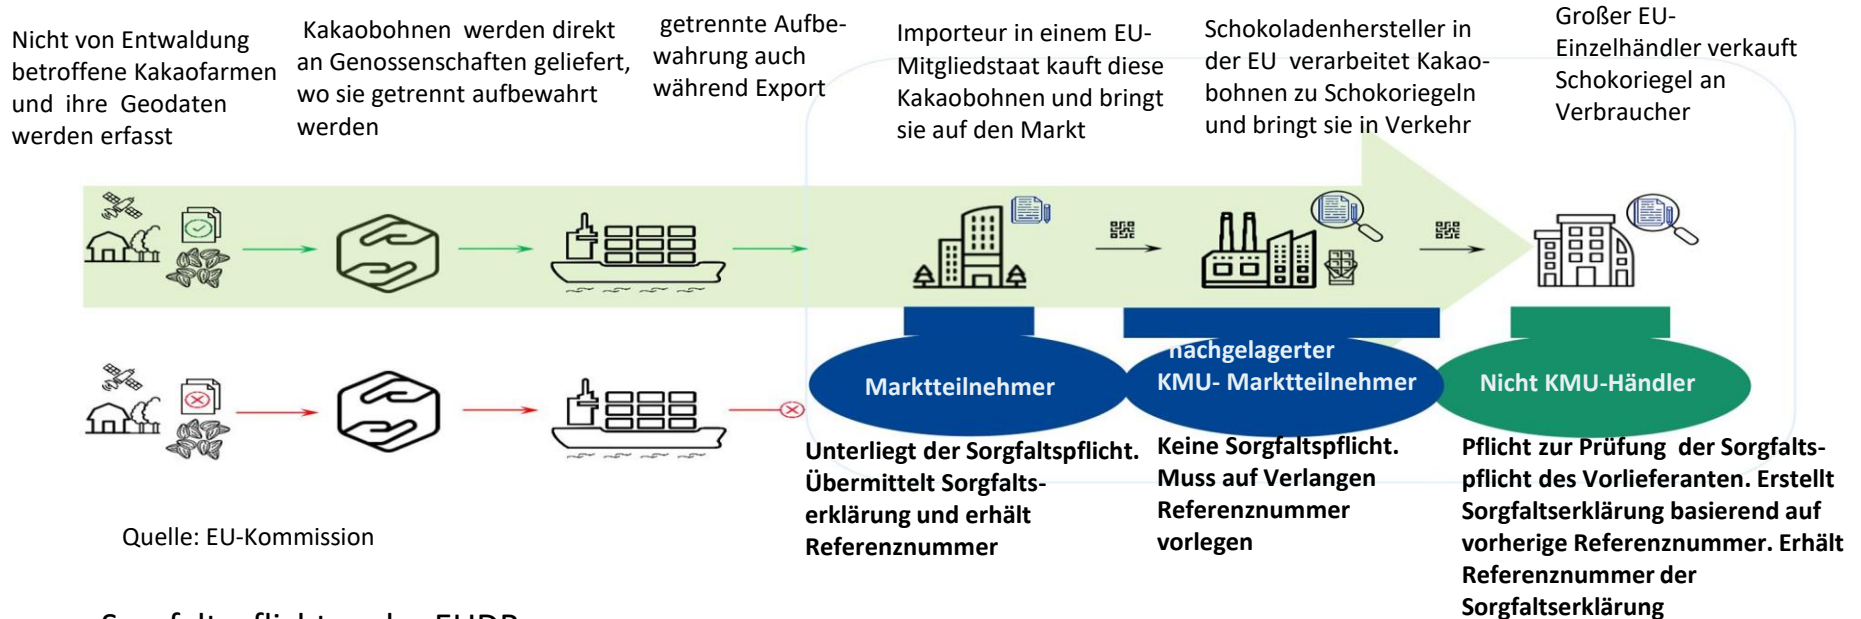 Nicht von Entwaldung
betroffene Kakaofarmen
und ihre Geodaten
werden erfasst
Kakaobohnen werden direkt
an Genossenschaften geliefert,
wo sie getrennt aufbewahrt
werden
getrennte Aufbe-
wahrung auch
während Export
Importeur in einem EU-
Mitgliedstaat kauft diese
Kakaobohnen und bringt
sie auf den Markt
Schokoladenhersteller in
der EU verarbeitet Kakao-
bohnen zu Schokoriegeln
und bringt sie in Verkehr
Großer EU-
Einzelhändler verkauft
Schokoriegel an
Verbraucher
Marktteilnehmer
nachgelagerter
KMU- Marktteilnehmer
Nicht KMU-Händler
Unterliegt der Sorgfaltspflicht.
Übermittelt Sorgfalts-
erklärung und erhält
Referenznummer
Keine Sorgfaltspflicht.
Muss auf Verlangen
Referenznummer
vorlegen
Pflicht zur Prüfung der Sorgfalts-
pflicht des Vorlieferanten. Erstellt
Sorgfaltserklärung basierend auf
vorherige Referenznummer. Erhält
Referenznummer der
Sorgfaltserklärung
Quelle: EU-Kommission